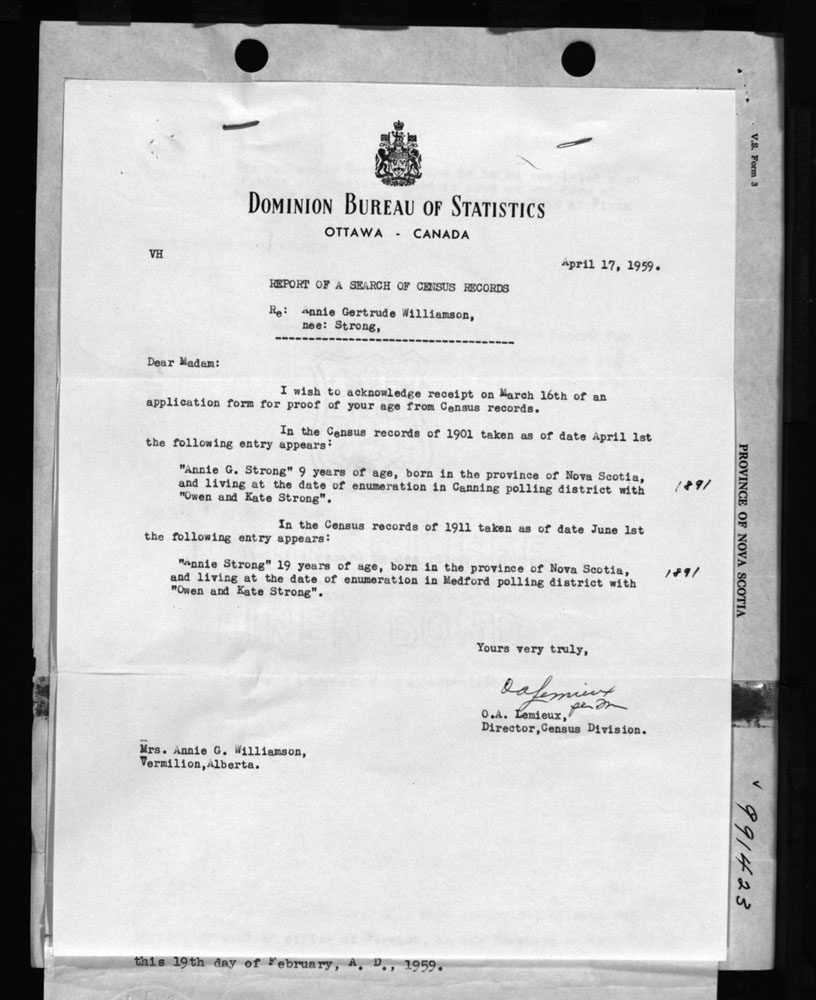 DOMINION BUREAU OF STATISTICS
OTTAWA - CANADA
VH
April 17, 1959.
REPORT OF A SEARCH OF CENSUS RECORDS
Re: Annie Gertrude Williamson,
nee: Strong,
------------------------------------
Dear Madam:
I wish to acknowledge receipt on March 16th of an
application form for proof of your age from Census records.
In the Census records of 1901 taken as of date April 1st
the following entry appears:
"Annie G. Strong" 9 years of age, born in the province of Nova Scotia,
and living at the date of enumeration in Canning polling district with
"Owen and Kate Strong".
1891
In the Census records of 1911 taken as of date June 1st
the following entry appears:
"Annie Strong" 19 years of age, born in the province of Nova Scotia,
and living at the date of enumeration in Medford polling district with
"Owen and Kate Strong".
1891
Yours very truly,
OA Lemieux
per
O.A. Lemieux,
Director,Census Division.
Mrs. Annie G. Williamson,
Vermilion,Alberta.
this 19th day of February, A. D., 1959.
V.S. Form 3
PROVINCE OF NOVA SCOTIA
v 991423